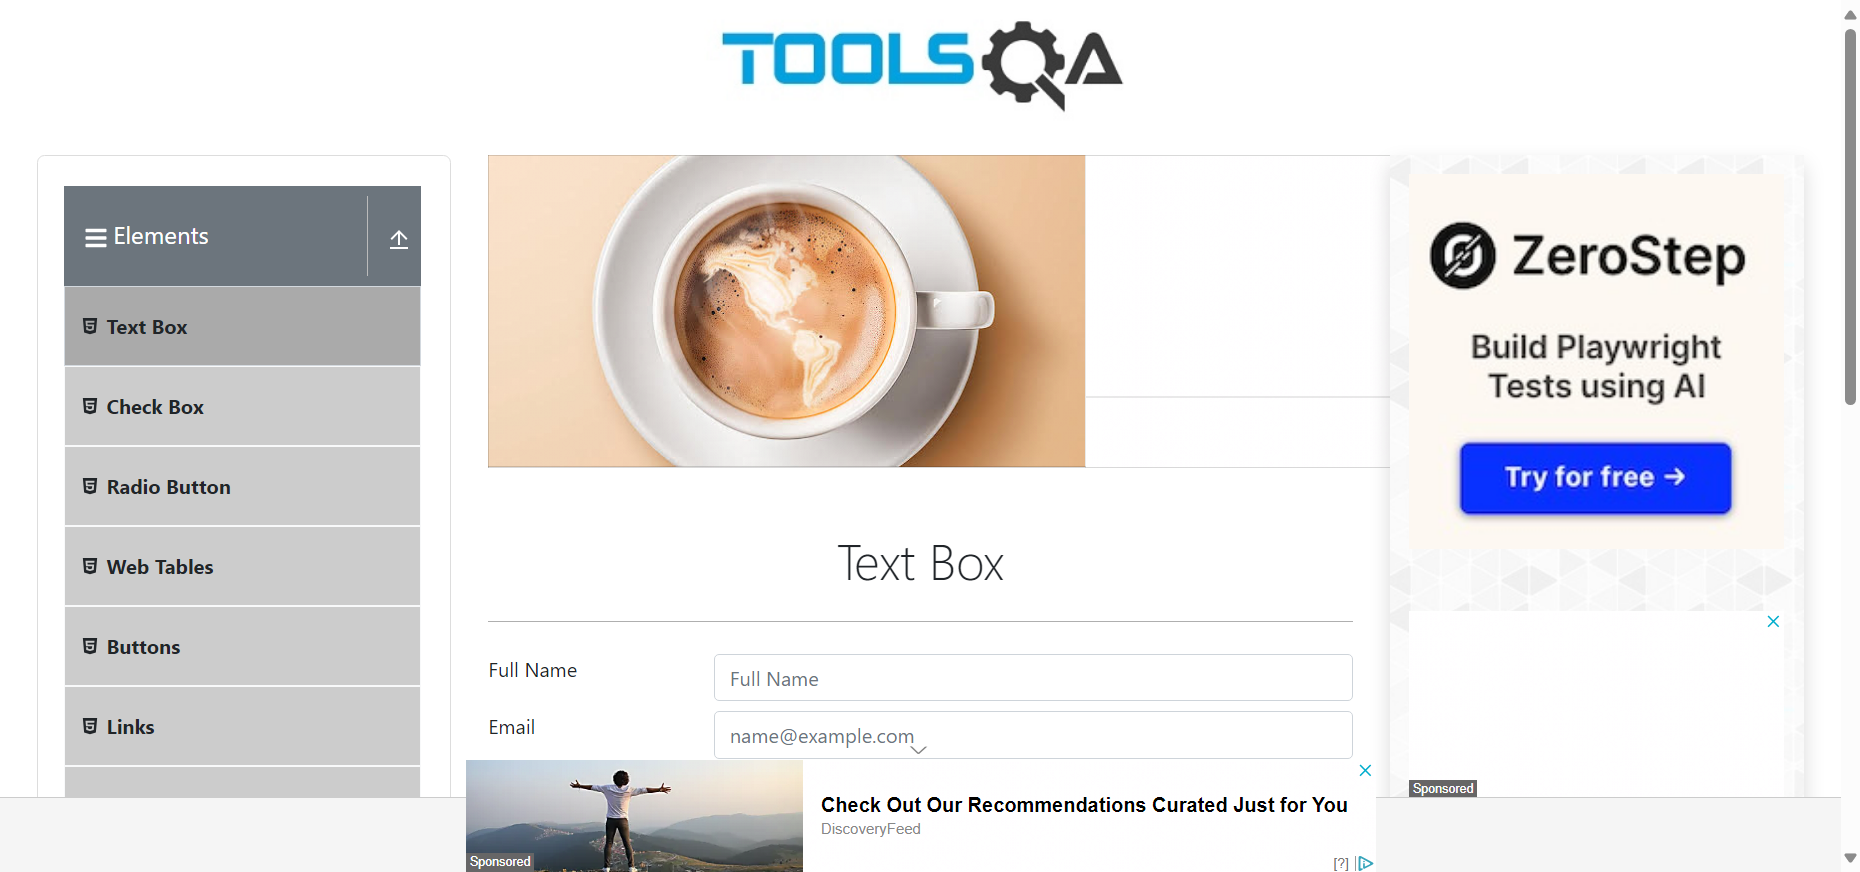 TOOLSQA
Elements
Text Box
Check Box
Radio Button
Web Tables
Buttons
Links
Text Box
Full Name
Full Name
Email
name@example.com
ZeroStep
Build Playwright
Tests using AI
Try for free →
Sponsored
Check Out Our Recommendations Curated Just for You
DiscoveryFeed
Sponsored
[?]